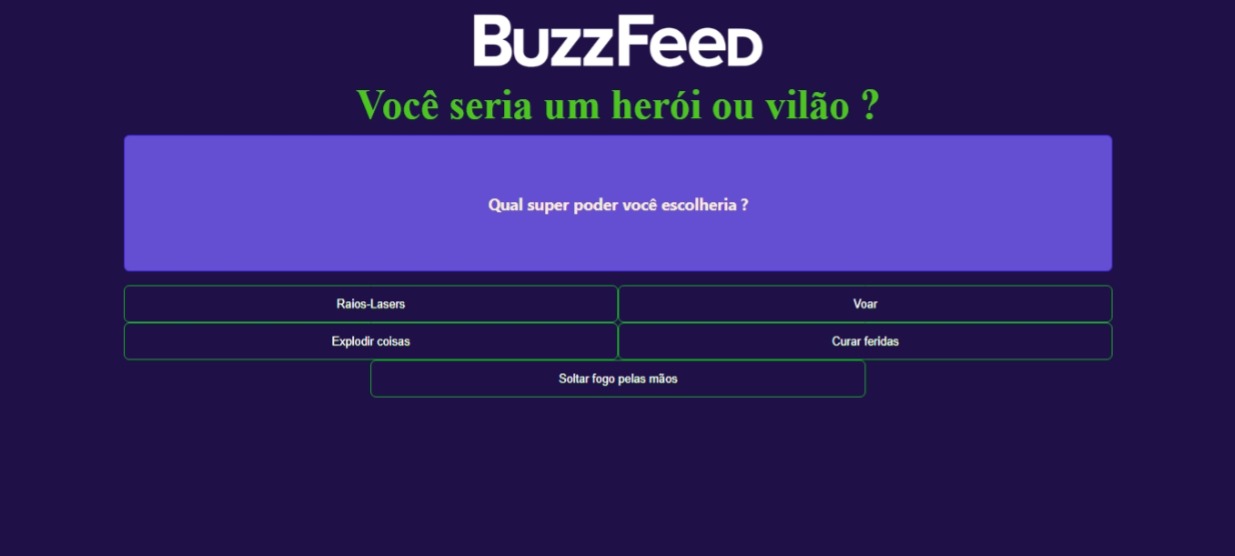 BuzzFeed
Você seria um herói ou vilão ?
Qual super poder você escolheria ?
Raios-Lasers
Voar
Explodir coisas
Curar feridas
Soltar fogo pelas mãos